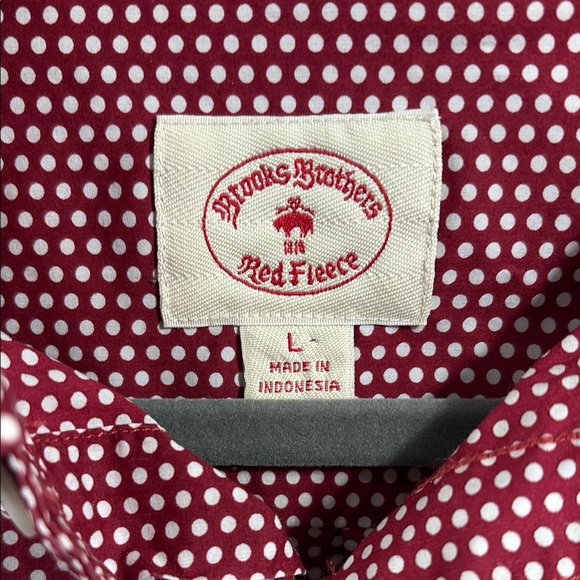 Brooks Brothers
1818
Red Fleece
L
MADE IN
INDONESIA